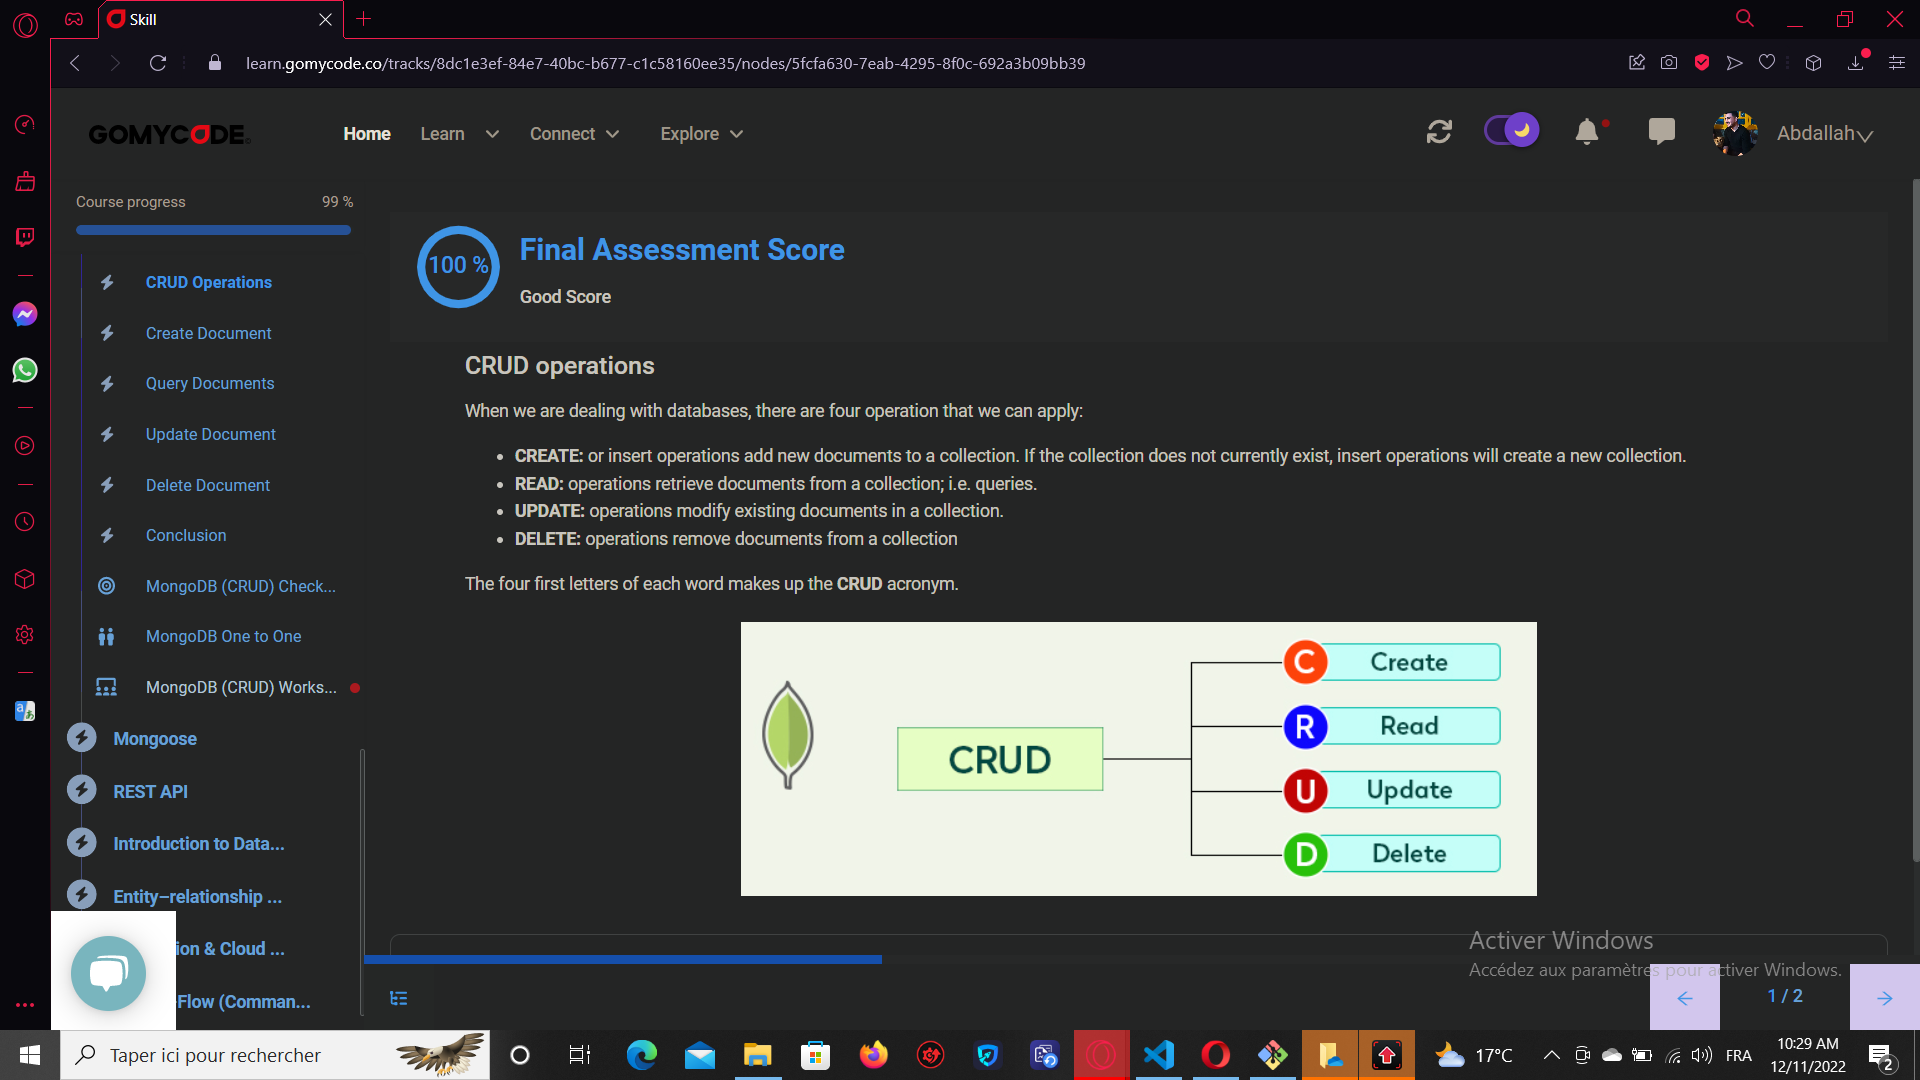 Skill
learn.gomycode.co/tracks/8dc1e3ef-84e7-40bc-b677-c1c58160ee35/nodes/5fcfa630-7eab-4295-8f0c-692a3b09bb39
GOMYCODE
Home
Learn
Connect
Explore
Abdallah
Course progress
99 %
CRUD Operations
Create Document
Query Documents
Update Document
Delete Document
Conclusion
MongoDB (CRUD) Check...
MongoDB One to One
MongoDB (CRUD) Works...
Mongoose
REST API
Introduction to Data...
Entity–relationship ...
ion & Cloud ...
-Flow (Comman...
100 %
Final Assessment Score
Good Score
CRUD operations
When we are dealing with databases, there are four operation that we can apply:
• CREATE: or insert operations add new documents to a collection. If the collection does not currently exist, insert operations will create a new collection.
• READ: operations retrieve documents from a collection; i.e. queries.
• UPDATE: operations modify existing documents in a collection.
• DELETE: operations remove documents from a collection
The four first letters of each word makes up the CRUD acronym.
CRUD
C Create
R Read
U Update
D Delete
Activer Windows
Accédez aux paramètres pour activer Windows.
1 / 2
Taper ici pour rechercher
17°C
FRA
10:29 AM
12/11/2022
2